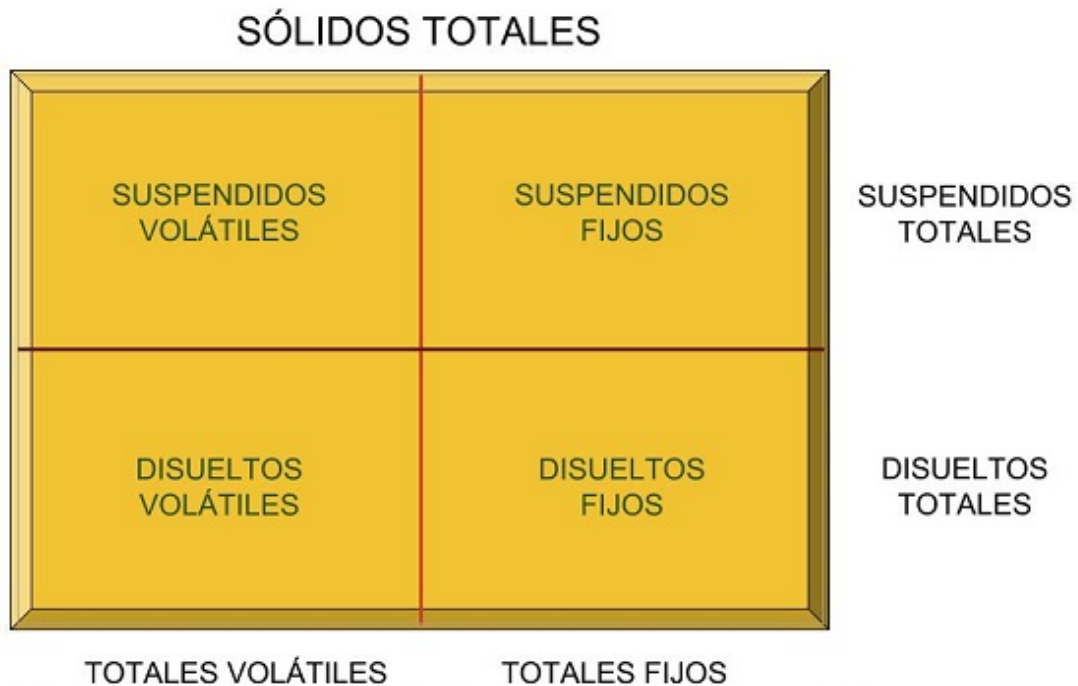 SÓLIDOS TOTALES
SUSPENDIDOS
VOLÁTILES
SUSPENDIDOS
FIJOS
SUSPENDIDOS
TOTALES
DISUELTOS
VOLÁTILES
DISUELTOS
FIJOS
DISUELTOS
TOTALES
TOTALES VOLÁTILES
TOTALES FIJOS